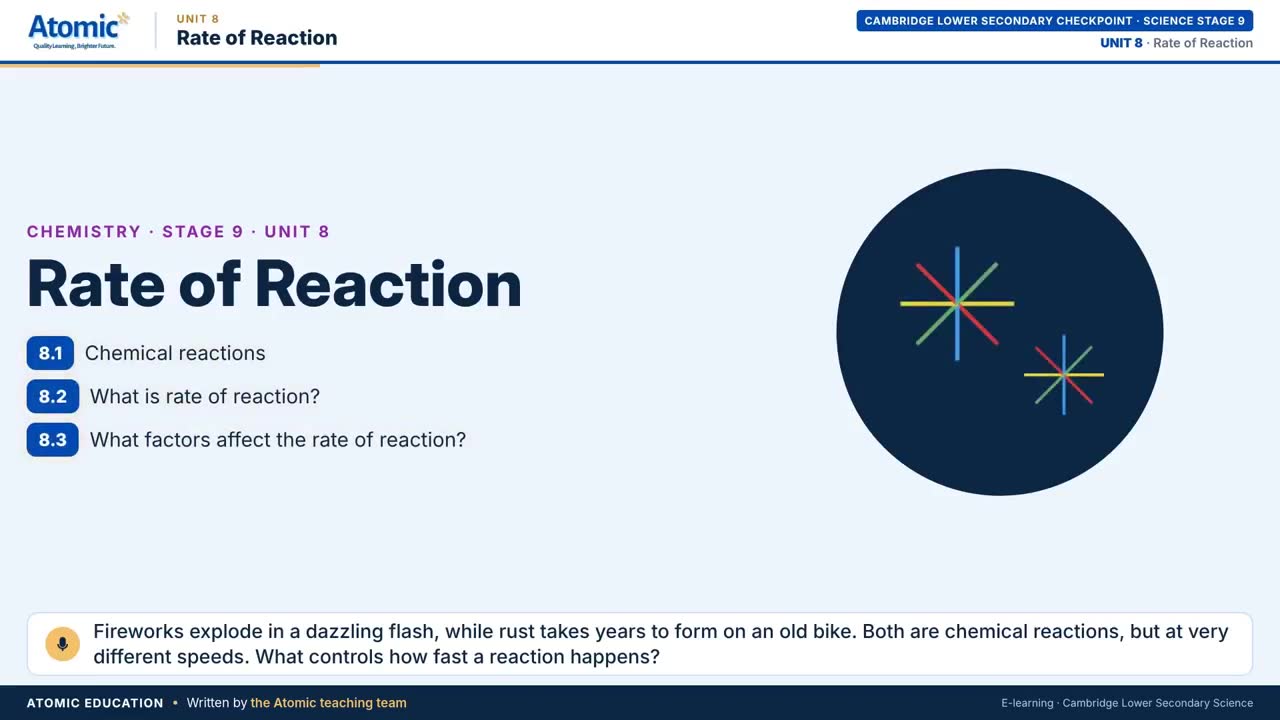 Atomic
Quality Learning, Brighter Future.
UNIT 8
Rate of Reaction
CAMBRIDGE LOWER SECONDARY CHECKPOINT · SCIENCE STAGE 9
UNIT 8 · Rate of Reaction
CHEMISTRY · STAGE 9 · UNIT 8
Rate of Reaction
8.1 Chemical reactions
8.2 What is rate of reaction?
8.3 What factors affect the rate of reaction?
Fireworks explode in a dazzling flash, while rust takes years to form on an old bike. Both are chemical reactions, but at very
different speeds. What controls how fast a reaction happens?
ATOMIC EDUCATION • Written by the Atomic teaching team
E-learning · Cambridge Lower Secondary Science